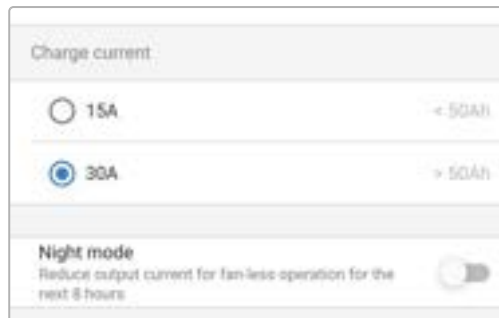 Charge current
15A < 50Ah
30A > 50Ah
Night mode
Reduce output current for fan-less operation for the
next 8 hours